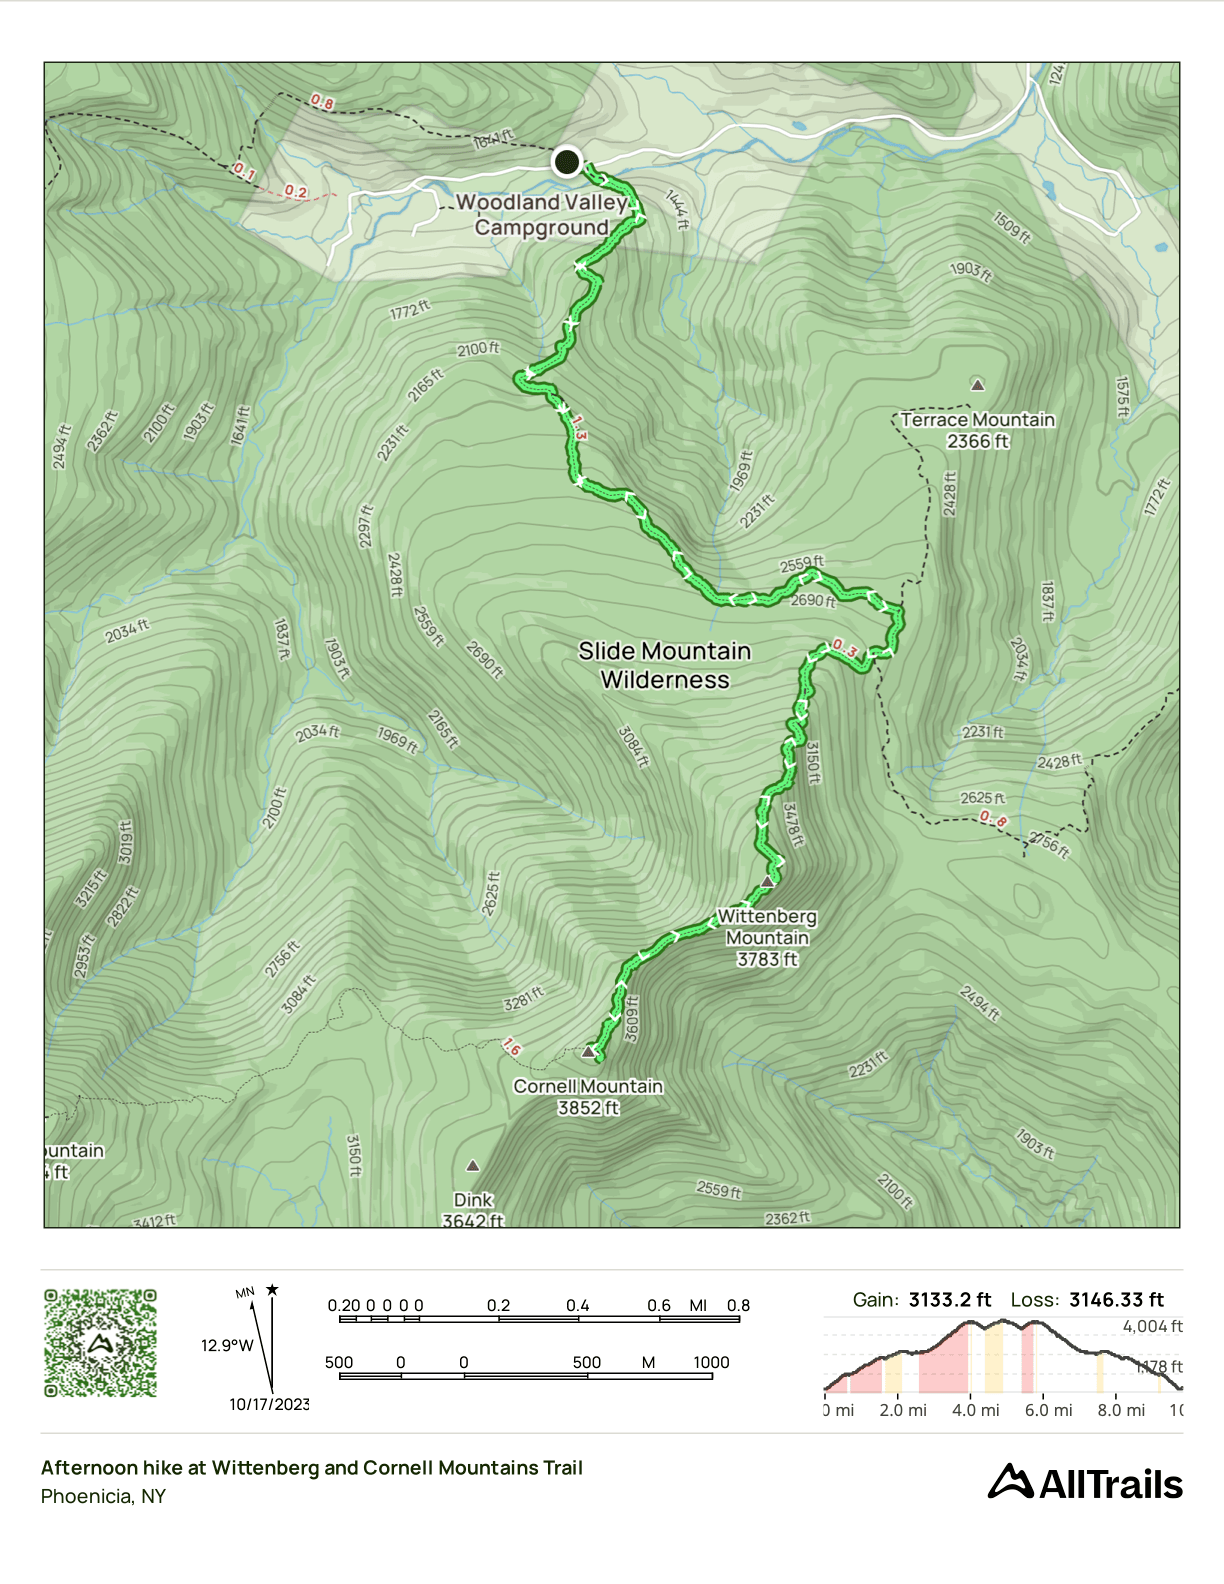 0.8
1641 ft
124
0.1
0.2
Woodland Valley
Campground
1444 ft
1509 ft
1903 ft
1772 ft
2100 ft
2165 ft
1575 ft
Terrace Mountain
2366 ft
2494 ft
2362 ft
2100 ft
1903 ft
1641 ft
2231 ft
1.3
1969 ft
2231 ft
2428 ft
1772 ft
2297 ft
2428 ft
2559 ft
2690 ft
1837 ft
2034 ft
1837 ft
1903 ft
2559 ft
2690 ft
Slide Mountain
Wilderness
0.3
2034 ft
2034 ft
1969 ft
2165 ft
3084 ft
3150 ft
2231 ft
2428 ft
2625 ft
0.8
2756 ft
2100 ft
3478 ft
3019 ft
3215 ft
2822 ft
2953 ft
ft
2625 ft
Wittenberg
Mountain
3783 ft
2756 ft
3084 ft
3281 ft
3609 ft
2494 ft
1.6
2231 ft
Cornell Mountain
3852 ft
1903 ft
ountain
4 ft
3150 ft
Dink
3642 ft
2559 ft
2100 ft
3412 ft
2362 ft
MN
12.9°W
10/17/2023
0.20 0 0 0 0 0.2 0.4 0.6 MI 0.8
500 0 0 500 M 1000
Gain: 3133.2 ft Loss: 3146.33 ft
4,004 ft
1,178 ft
0 mi 2.0 mi 4.0 mi 6.0 mi 8.0 mi 10
Afternoon hike at Wittenberg and Cornell Mountains Trail
Phoenicia, NY
AllTrails